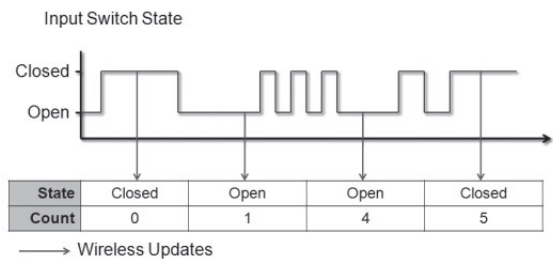 Input Switch State
Closed
Open
State Closed Open Open Closed
Count 0 1 4 5
Wireless Updates